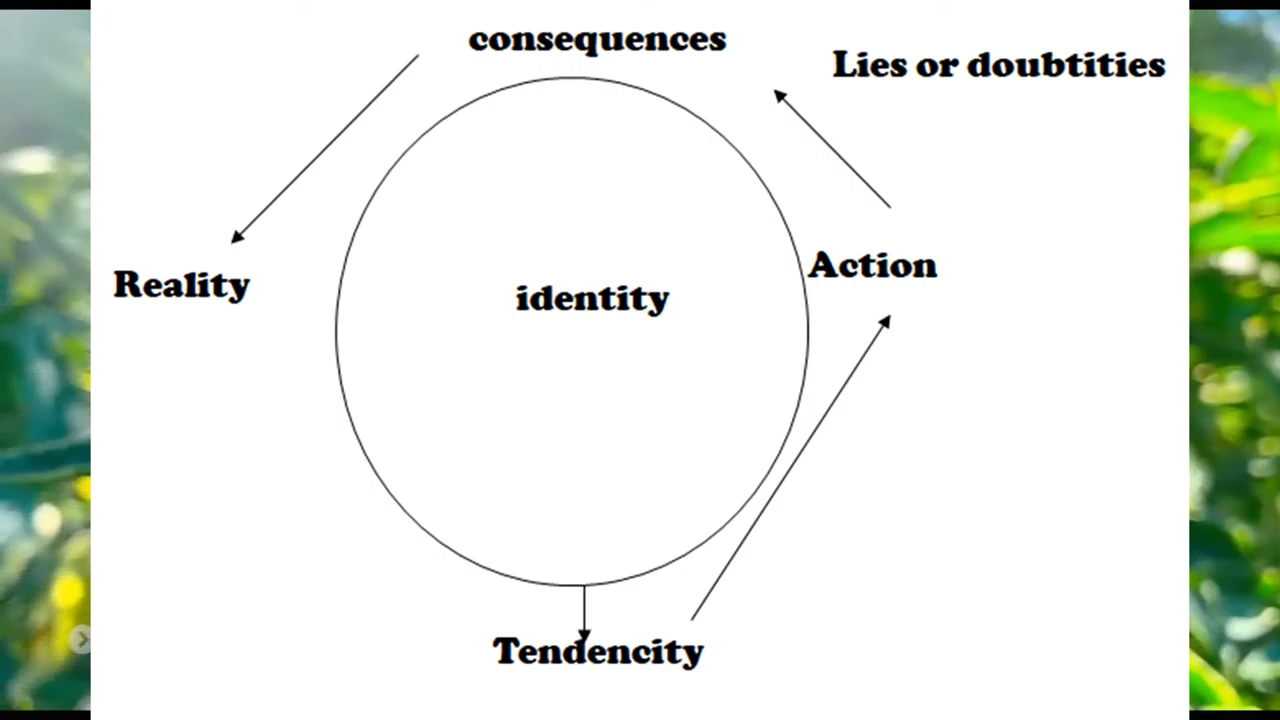 consequences
Lies or doubtities
Action
Reality
identity
Tendencity